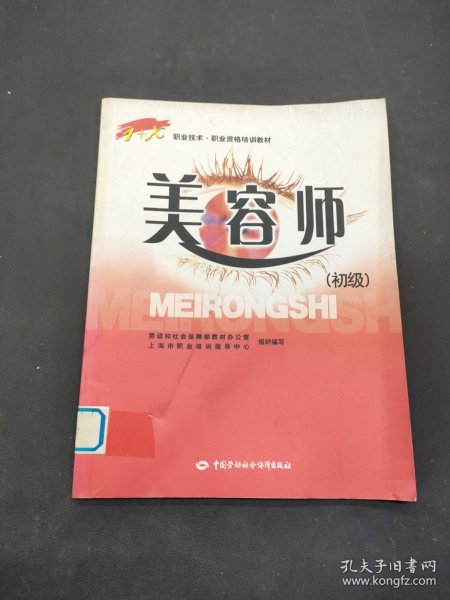 1+X 职业技术·职业资格培训教材
美容师
(初级)
MEIRONGSHI
劳动和社会保障部教材办公室
上海市职业培训指导中心 组织编写
中国劳动社会保障出版社
孔夫子旧书网
www.kongfz.com